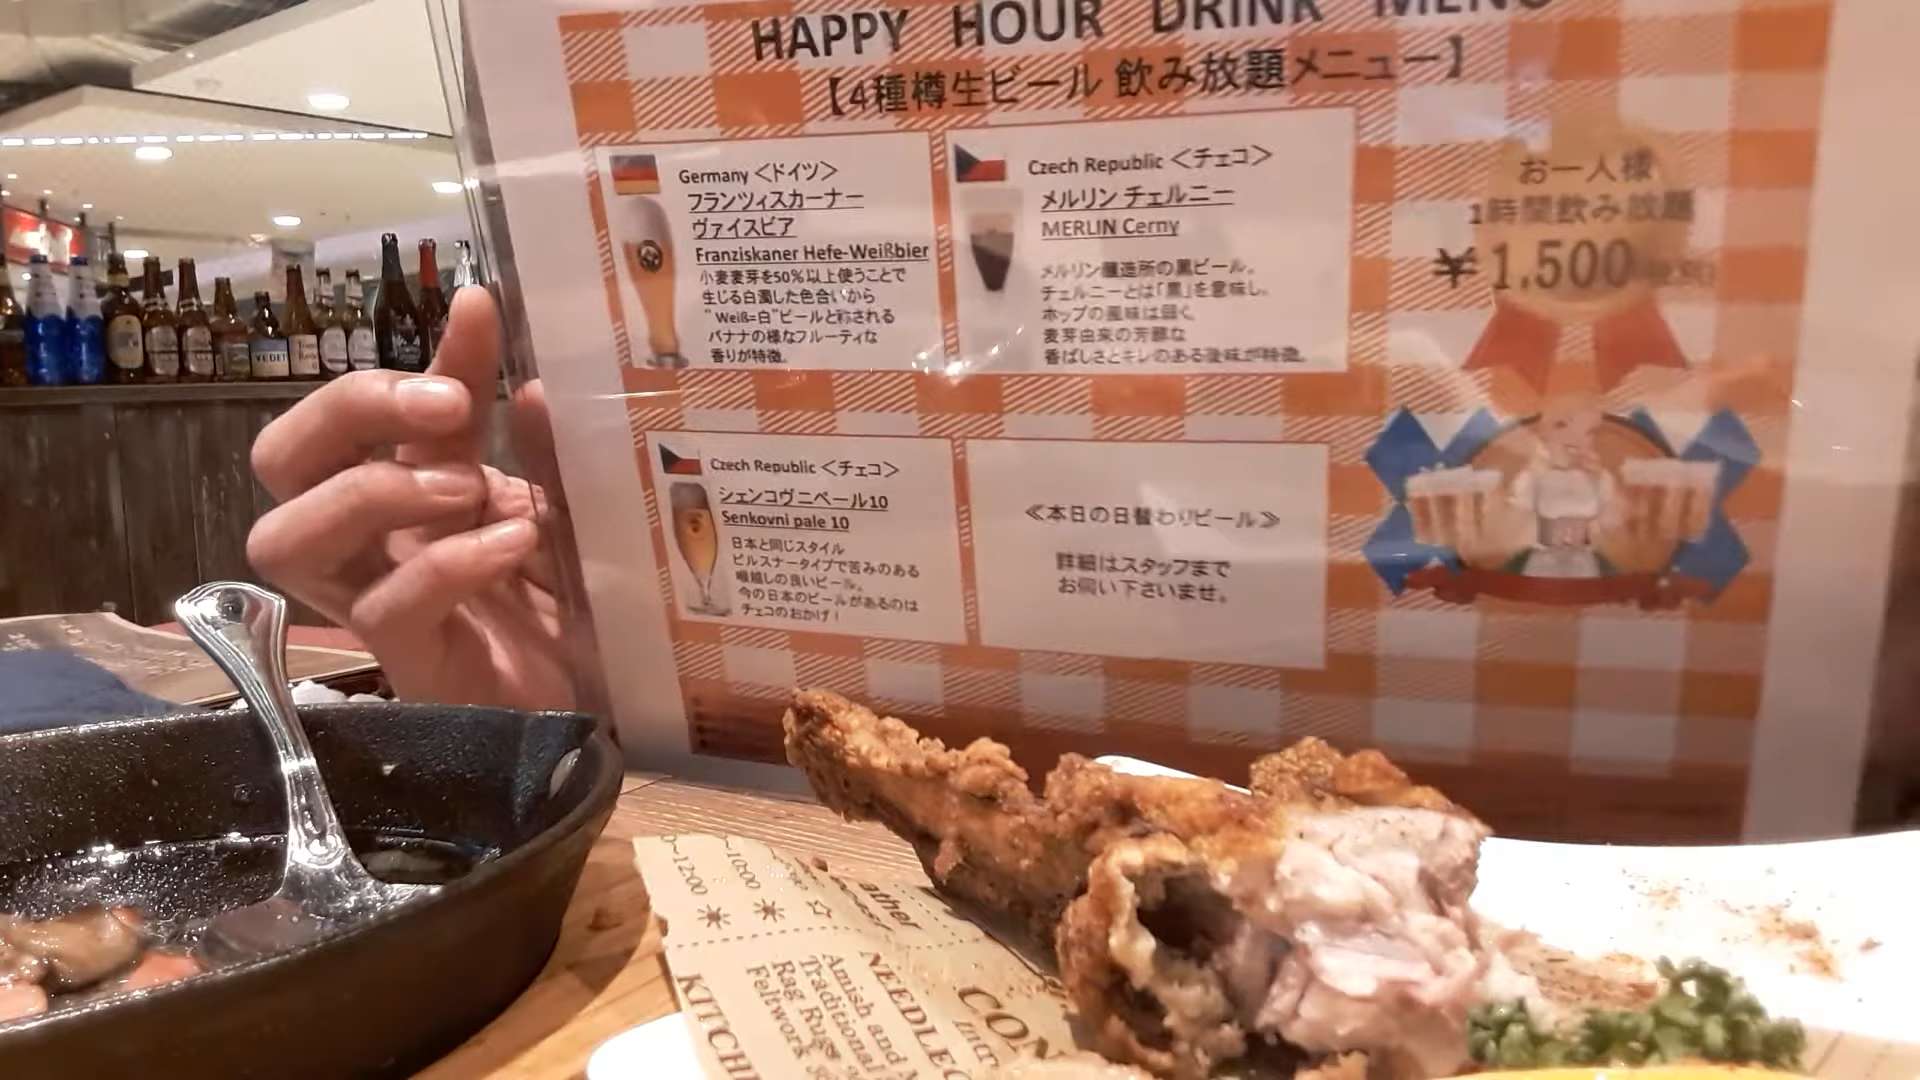 HAPPY HOUR DRINK MENU
【4種樽生ビール 飲み放題メニュー】
Germany＜ドイツ＞
フランツィスカーナー
ヴァイスビア
Franziskaner Hefe-Weißbier
小麦麦芽を50％以上使うことで
生じる白濁した色合いから
"Weiß=白"ビールと称される
バナナの様なフルーティな
香りが特徴。
Czech Republic＜チェコ＞
メルリン チェルニー
MERLIN Cerny
メルリン醸造所の黒ビール。
チェルニーとは「黒」を意味し、
ホップの風味は弱く、
麦芽由来の芳醇な
香ばしさとキレのある後味が特徴。
お一人様
1時間飲み放題
¥1,500
Czech Republic＜チェコ＞
シェンコヴニペール10
Senkovni pale 10
日本と同じスタイル
ピルスナータイプで苦みのある
喉越しの良いビール。
今の日本のビールがあるのは
チェコのおかげ！
≪本日の日替わりビール≫
詳細はスタッフまで
お伺い下さいませ。
VEDETT
12:00
10:00
NEEDLEC
Amish and
Traditional
Rag Rugs
Feltwork
KITCH
CON